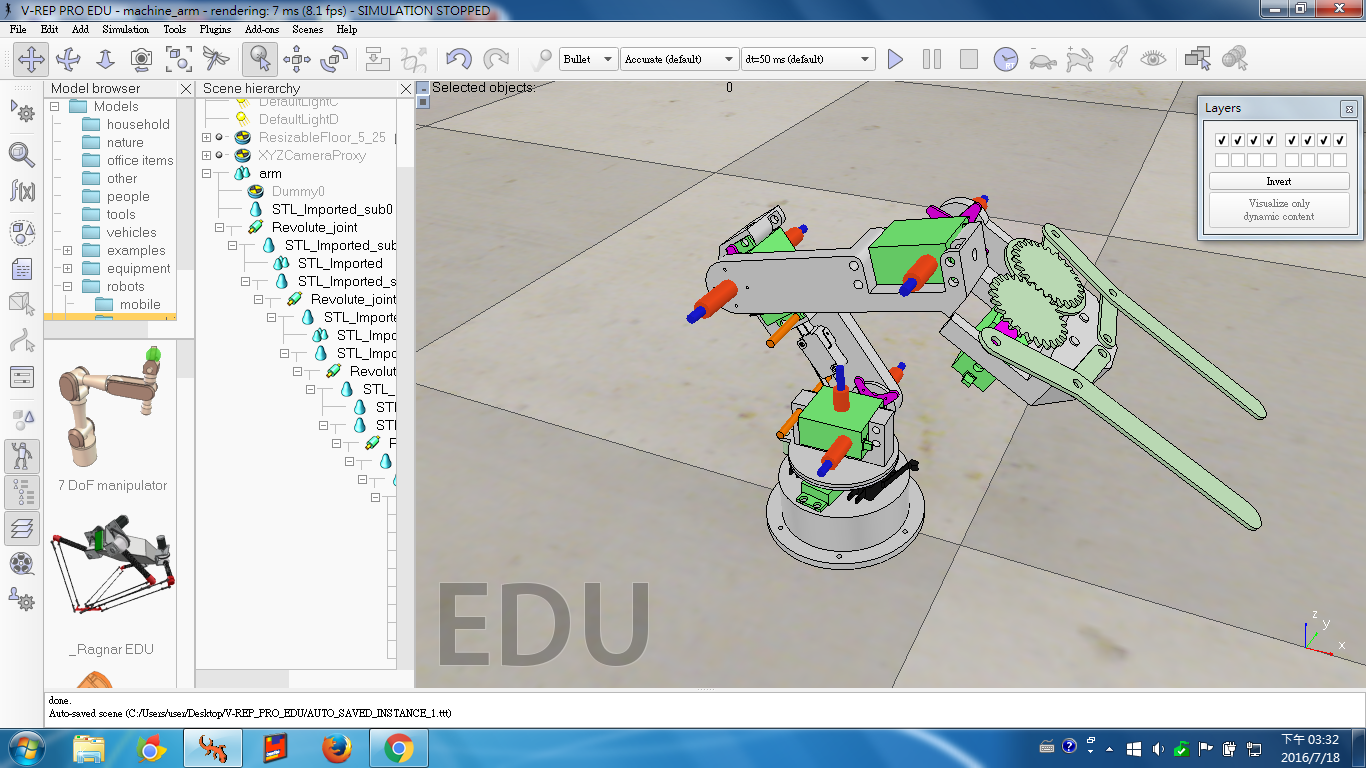 V-REP PRO EDU - machine_arm - rendering: 7 ms (8.1 fps) - SIMULATION STOPPED
File Edit Add Simulation Tools Plugins Add-ons Scenes Help
Bullet Accurate (default) dt=50 ms (default)
Model browser
Models
household
nature
office items
other
people
tools
vehicles
examples
equipment
robots
mobile
7 DoF manipulator
_Ragnar EDU
Scene hierarchy
DefaultLightC
DefaultLightD
ResizableFloor_5_25
XYZCameraProxy
arm
Dummy0
STL_Imported_sub0
Revolute_joint
STL_Imported_sub
STL_Imported
STL_Imported_s
Revolute_joint
STL_Importe
STL_Impo
STL_Impo
Revolut
STL_
STI
STI
R
Selected objects: 0
Layers
Invert
Visualize only
dynamic content
EDU
z
y
x
done.
Auto-saved scene (C:/Users/user/Desktop/V-REP_PRO_EDU/AUTO_SAVED_INSTANCE_1.ttt)
下午 03:32
2016/7/18